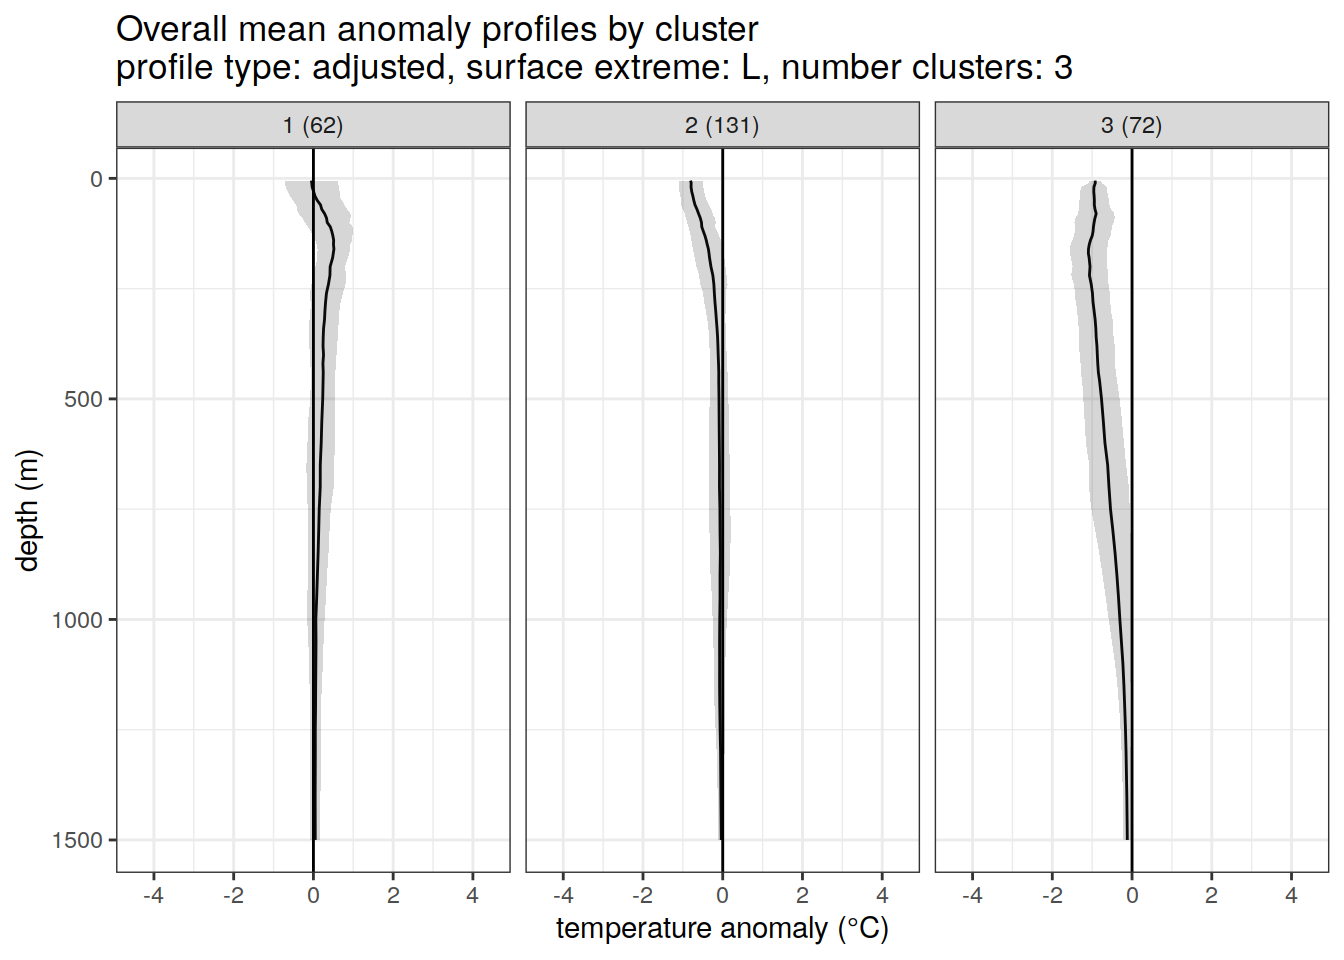 Overall mean anomaly profiles by cluster
profile type: adjusted, surface extreme: L, number clusters: 3
1 (62)
2 (131)
3 (72)
depth (m)
0
500
1000
1500
-4 -2 0 2 4
-4 -2 0 2 4
-4 -2 0 2 4
temperature anomaly (°C)